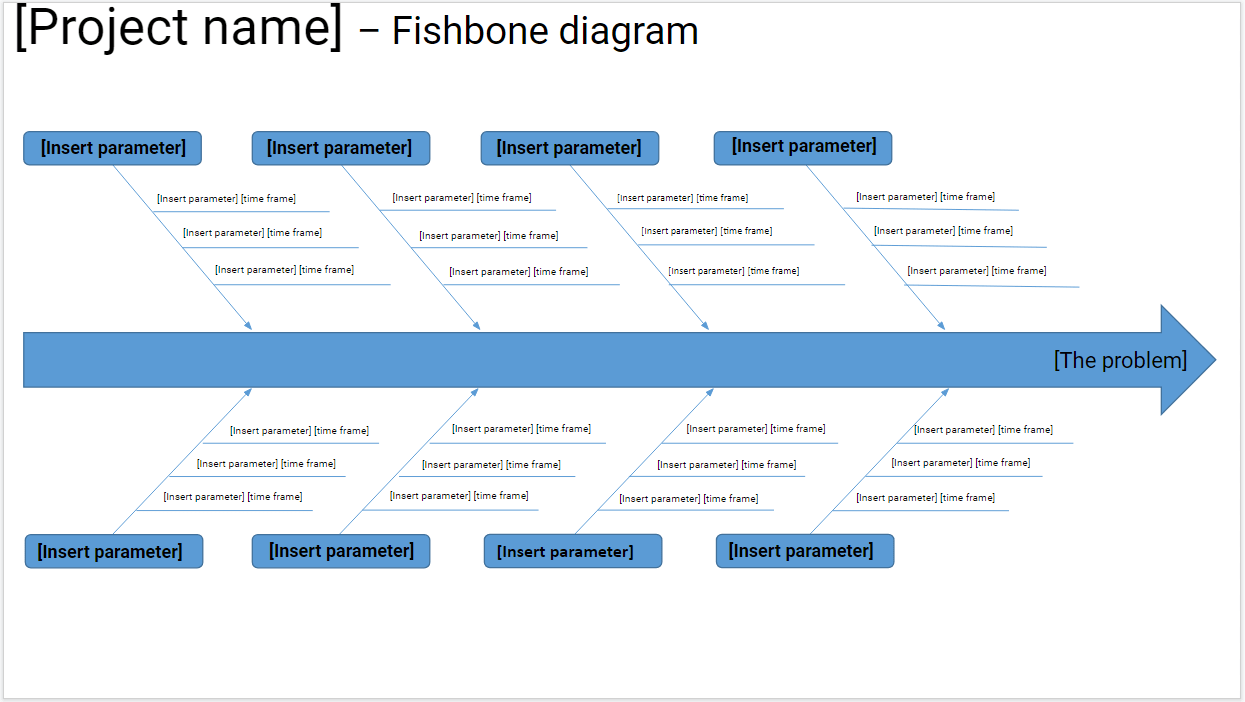 [Project name] – Fishbone diagram
[Insert parameter]
[Insert parameter]
[Insert parameter]
[Insert parameter]
[Insert parameter] [time frame]
[Insert parameter] [time frame]
[Insert parameter] [time frame]
[Insert parameter] [time frame]
[Insert parameter] [time frame]
[Insert parameter] [time frame]
[Insert parameter] [time frame]
[Insert parameter] [time frame]
[Insert parameter] [time frame]
[Insert parameter] [time frame]
[Insert parameter] [time frame]
[Insert parameter] [time frame]
[The problem]
[Insert parameter] [time frame]
[Insert parameter] [time frame]
[Insert parameter] [time frame]
[Insert parameter] [time frame]
[Insert parameter] [time frame]
[Insert parameter] [time frame]
[Insert parameter] [time frame]
[Insert parameter] [time frame]
[Insert parameter] [time frame]
[Insert parameter] [time frame]
[Insert parameter] [time frame]
[Insert parameter] [time frame]
[Insert parameter]
[Insert parameter]
[Insert parameter]
[Insert parameter]